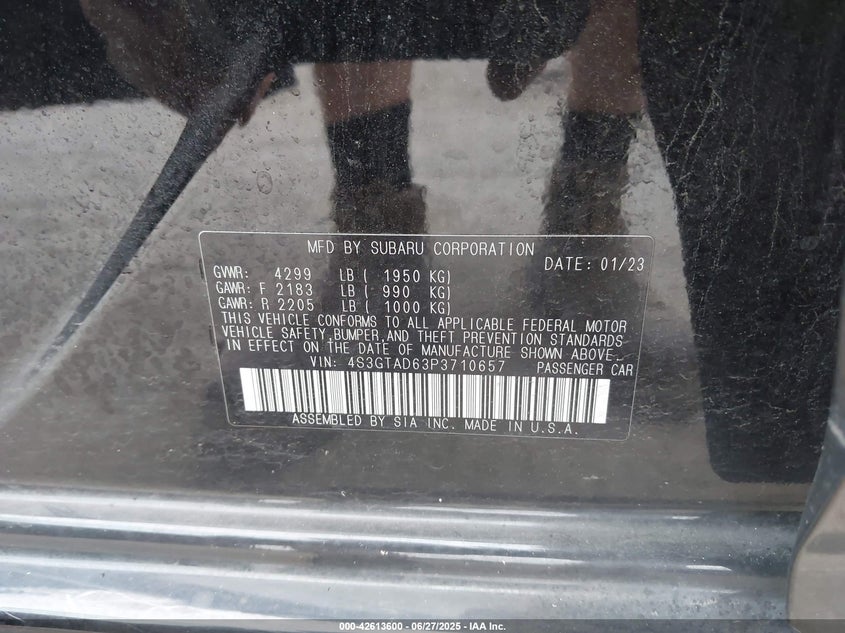 MFD BY SUBARU CORPORATION
DATE: 01/23
GVWR: 4299 LB ( 1950 KG)
GAWR: F 2183 LB ( 990 KG)
GAWR: R 2205 LB ( 1000 KG)
THIS VEHICLE CONFORMS TO ALL APPLICABLE FEDERAL MOTOR
VEHICLE SAFETY,BUMPER,AND THEFT PREVENTION STANDARDS
IN EFFECT ON THE DATE OF MANUFACTURE SHOWN ABOVE.
VIN: 4S3GTAD63P3710657 PASSENGER CAR
ASSEMBLED BY SIA INC. MADE IN U.S.A.
000-42613600 - 06/27/2025 - IAA Inc.